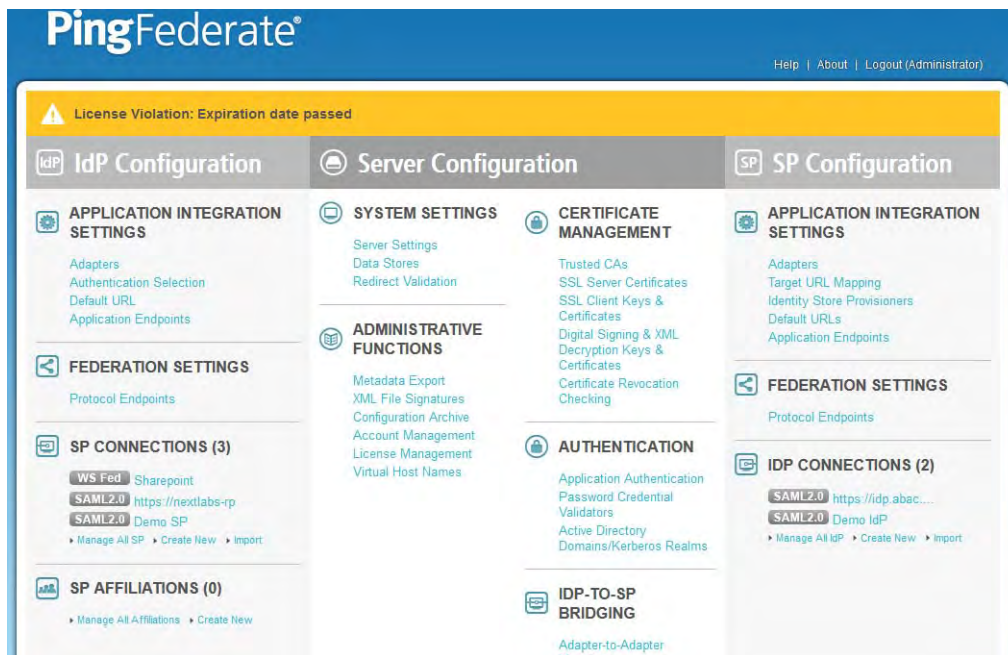 PingFederate®
Help | About | Logout (Administrator)
License Violation: Expiration date passed
IdP IdP Configuration
APPLICATION INTEGRATION
SETTINGS
Adapters
Authentication Selection
Default URL
Application Endpoints
FEDERATION SETTINGS
Protocol Endpoints
SP CONNECTIONS (3)
WS Fed Sharepoint
SAML2.0 https://nextlabs-rp
SAML2.0 Demo SP
Manage All SP Create New Import
SP AFFILIATIONS (0)
Manage All Affiliations Create New
Server Configuration
SYSTEM SETTINGS
Server Settings
Data Stores
Redirect Validation
ADMINISTRATIVE
FUNCTIONS
Metadata Export
XML File Signatures
Configuration Archive
Account Management
License Management
Virtual Host Names
CERTIFICATE
MANAGEMENT
Trusted CAs
SSL Server Certificates
SSL Client Keys &
Certificates
Digital Signing & XML
Decryption Keys &
Certificates
Certificate Revocation
Checking
AUTHENTICATION
Application Authentication
Password Credential
Validators
Active Directory
Domains/Kerberos Realms
IDP-TO-SP
BRIDGING
Adapter-to-Adapter
SP SP Configuration
APPLICATION INTEGRATION
SETTINGS
Adapters
Target URL Mapping
Identity Store Provisioners
Default URLs
Application Endpoints
FEDERATION SETTINGS
Protocol Endpoints
IDP CONNECTIONS (2)
SAML2.0 https://idp.abac....
SAML2.0 Demo IdP
Manage All IdP Create New Import